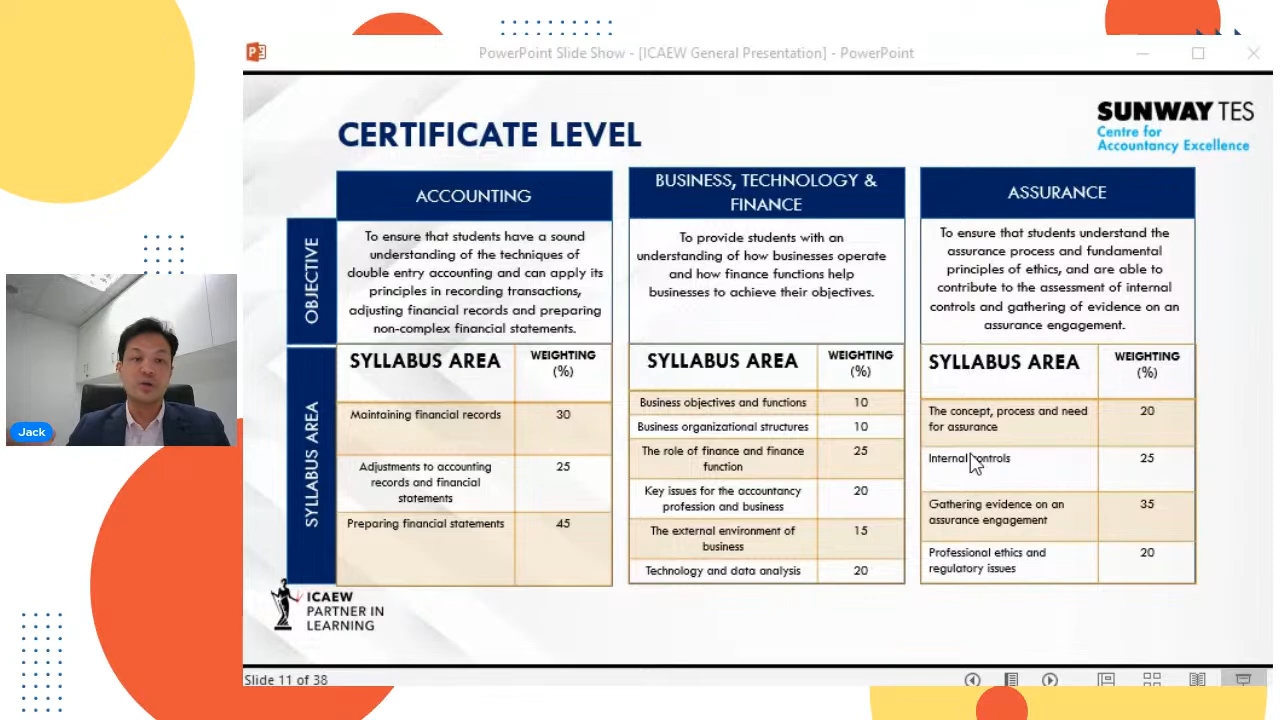 PowerPoint Slide Show - [ICAEW General Presentation] - PowerPoint
SUNWAY TES
Centre for
Accountancy Excellence
CERTIFICATE LEVEL
ACCOUNTING
BUSINESS, TECHNOLOGY &
FINANCE
ASSURANCE
OBJECTIVE
To ensure that students have a sound
understanding of the techniques of
double entry accounting and can apply its
principles in recording transactions,
adjusting financial records and preparing
non-complex financial statements.
To provide students with an
understanding of how businesses operate
and how finance functions help
businesses to achieve their objectives.
To ensure that students understand the
assurance process and fundamental
principles of ethics, and are able to
contribute to the assessment of internal
controls and gathering of evidence on an
assurance engagement.
SYLLABUS AREA
SYLLABUS AREA
WEIGHTING
(%)
Maintaining financial records
30
Adjustments to accounting
records and financial
statements
25
Preparing financial statements
45
SYLLABUS AREA
WEIGHTING
(%)
Business objectives and functions
10
Business organizational structures
10
The role of finance and finance
function
25
Key issues for the accountancy
profession and business
20
The external environment of
business
15
Technology and data analysis
20
SYLLABUS AREA
WEIGHTING
(%)
The concept, process and need
for assurance
20
Internal controls
25
Gathering evidence on an
assurance engagement
35
Professional ethics and
regulatory issues
20
Jack
ICAEW
PARTNER IN
LEARNING
Slide 11 of 38